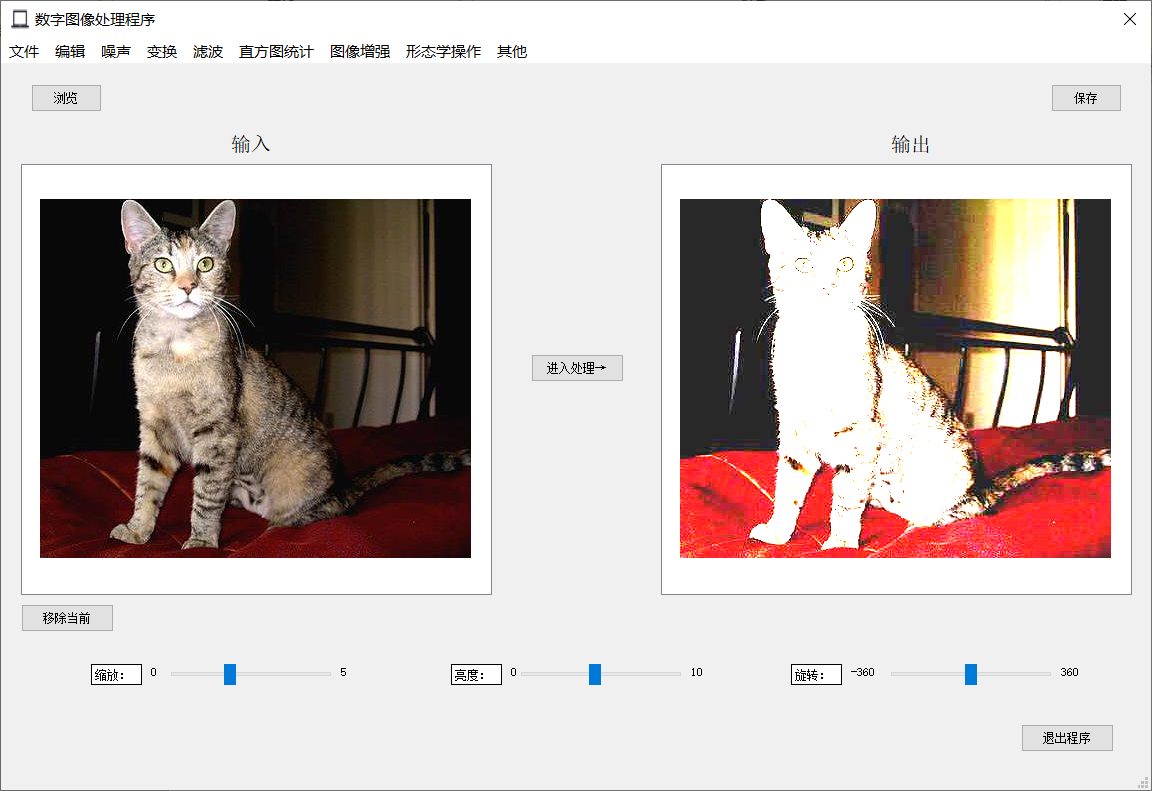 数字图像处理程序
文件 编辑 噪声 变换 滤波 直方图统计 图像增强 形态学操作 其他
浏览 保存
输入 输出
进入处理→
移除当前
缩放： 0 5 亮度： 0 10 旋转： -360 360
退出程序